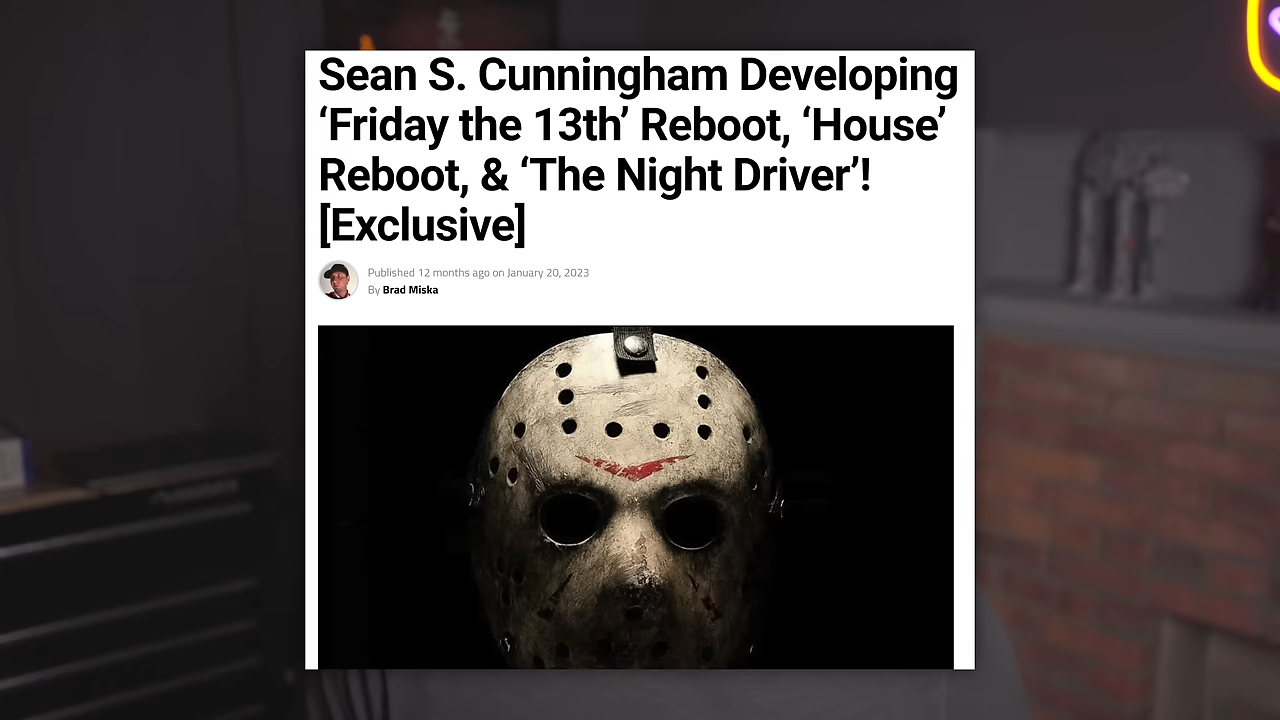 Sean S. Cunningham Developing
‘Friday the 13th’ Reboot, ‘House’
Reboot, & ‘The Night Driver’!
[Exclusive]
Published 12 months ago on January 20, 2023
By Brad Miska